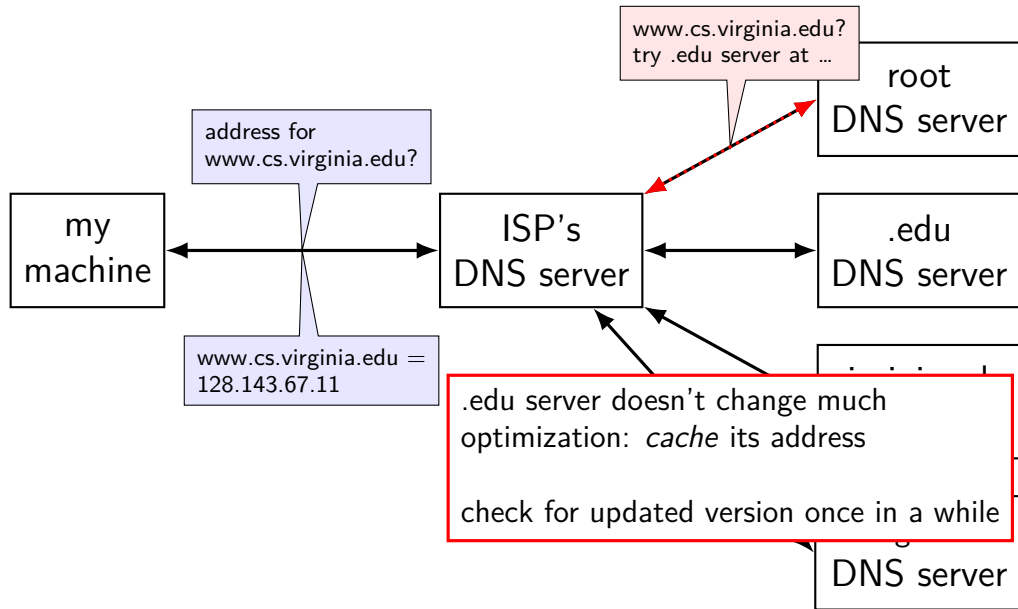 www.cs.virginia.edu?
try .edu server at ...
root
DNS server
address for
www.cs.virginia.edu?
my
machine
ISP's
DNS server
.edu
DNS server
www.cs.virginia.edu =
128.143.67.11
.edu server doesn't change much
optimization: cache its address
check for updated version once in a while
DNS server